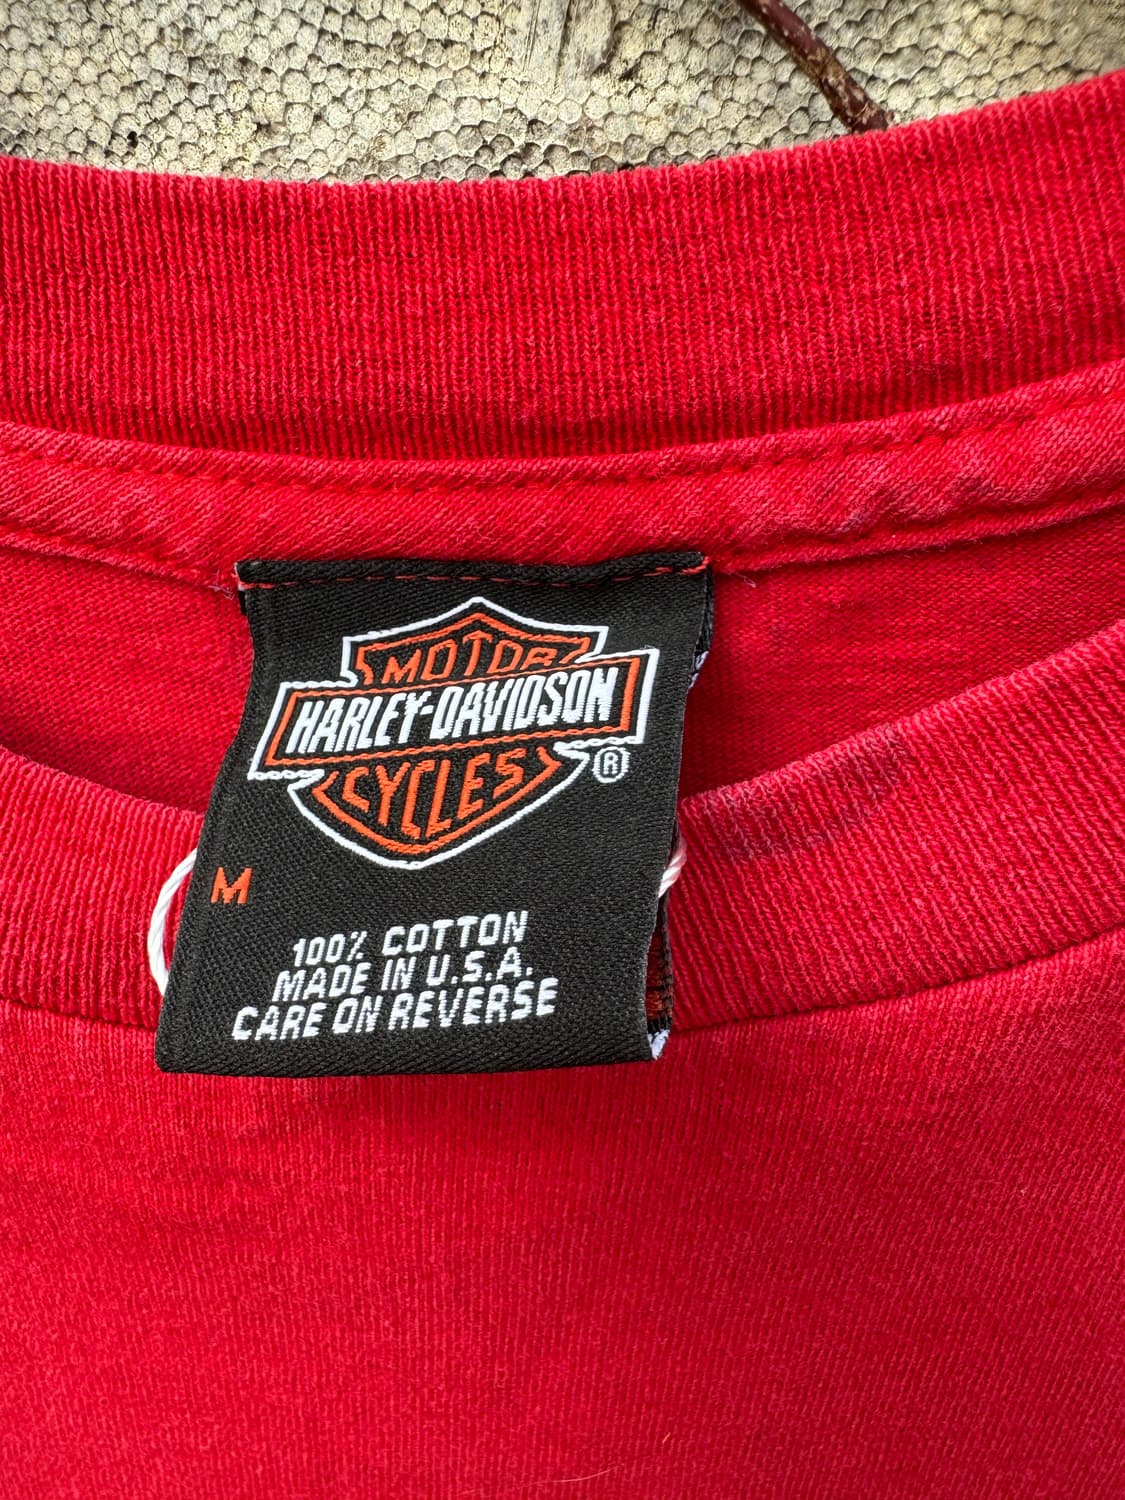 MOTOR
HARLEY-DAVIDSON
CYCLES
®
M
100% COTTON
MADE IN U.S.A.
CARE ON REVERSE